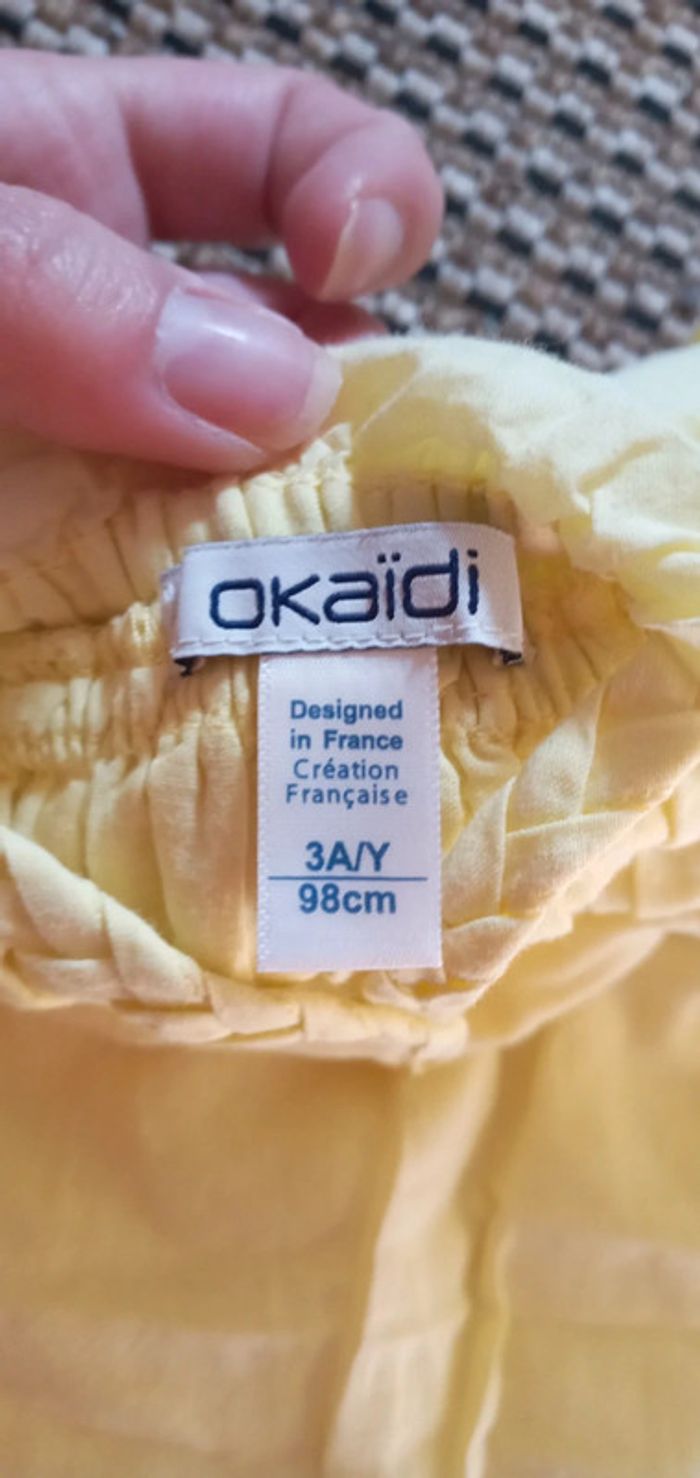 okaïdi
Designed
in France
Création
Française
3A/Y
98cm